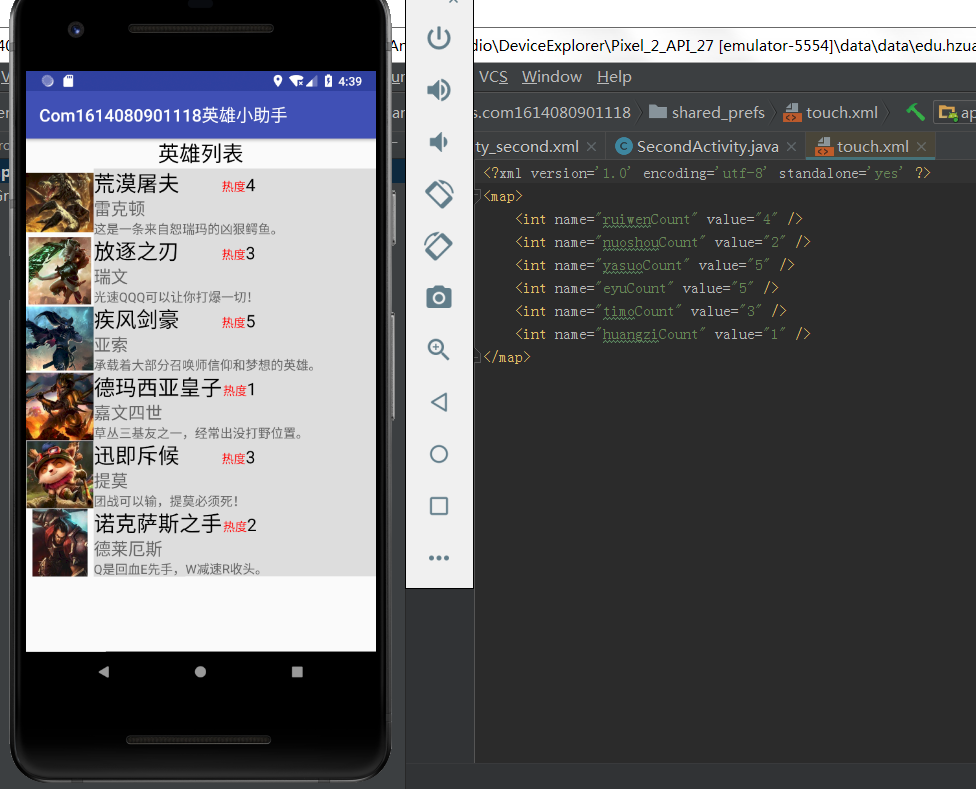 dio\DeviceExplorer\Pixel_2_API_27 [emulator-5554]\data\data\edu.hzua
VCS Window Help
s.com1614080901118 shared_prefs touch.xml ap
ty_second.xml SecondActivity.java touch.xml
4:39
Com1614080901118英雄小助手
英雄列表
荒漠屠夫 热度4
雷克顿
这是一条来自恕瑞玛的凶狠鳄鱼。
放逐之刃 热度3
瑞文
光速QQQ可以让你打爆一切!
疾风剑豪 热度5
亚索
承载着大部分召唤师信仰和梦想的英雄。
德玛西亚皇子 热度1
嘉文四世
草丛三基友之一，经常出没打野位置。
迅即斥候 热度3
提莫
团战可以输，提莫必须死!
诺克萨斯之手 热度2
德莱厄斯
Q是回血E先手，W减速R收头。
<?xml version='1.0' encoding='utf-8' standalone='yes' ?>
<map>
<int name="ruiwenCount" value="4" />
<int name="nuoshouCount" value="2" />
<int name="yasuoCount" value="5" />
<int name="eyuCount" value="5" />
<int name="timoCount" value="3" />
<int name="huangziCount" value="1" />
</map>